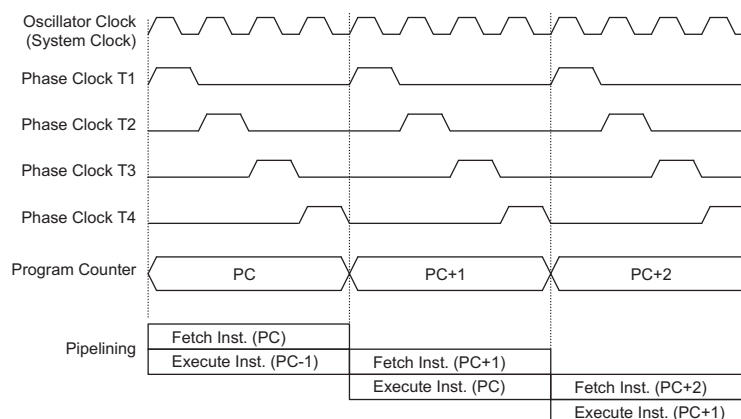 Oscillator Clock
(System Clock)
Phase Clock T1
Phase Clock T2
Phase Clock T3
Phase Clock T4
Program Counter
PC
PC+1
PC+2
Pipelining
Fetch Inst. (PC)
Execute Inst. (PC-1)
Fetch Inst. (PC+1)
Execute Inst. (PC)
Fetch Inst. (PC+2)
Execute Inst. (PC+1)